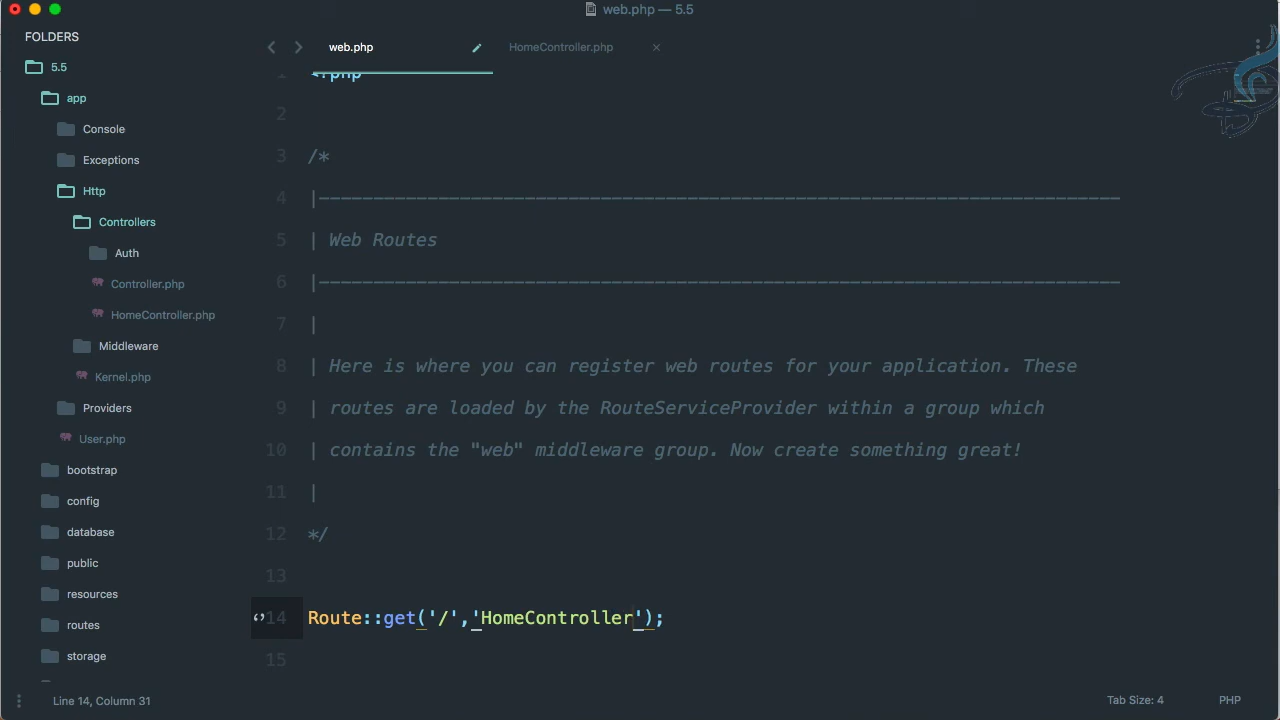 web.php — 5.5
FOLDERS
5.5
app
Console
Exceptions
Http
Controllers
Auth
Controller.php
HomeController.php
Middleware
Kernel.php
Providers
User.php
bootstrap
config
database
public
resources
routes
storage
web.php
HomeController.php ×
1 <?php
2
3 /*
4 |--------------------------------------------------------------------------
5 | Web Routes
6 |--------------------------------------------------------------------------
7 |
8 | Here is where you can register web routes for your application. These
9 | routes are loaded by the RouteServiceProvider within a group which
10 | contains the "web" middleware group. Now create something great!
11 |
12 */
13
14 Route::get('/','HomeController');
15
Line 14, Column 31
Tab Size: 4
PHP